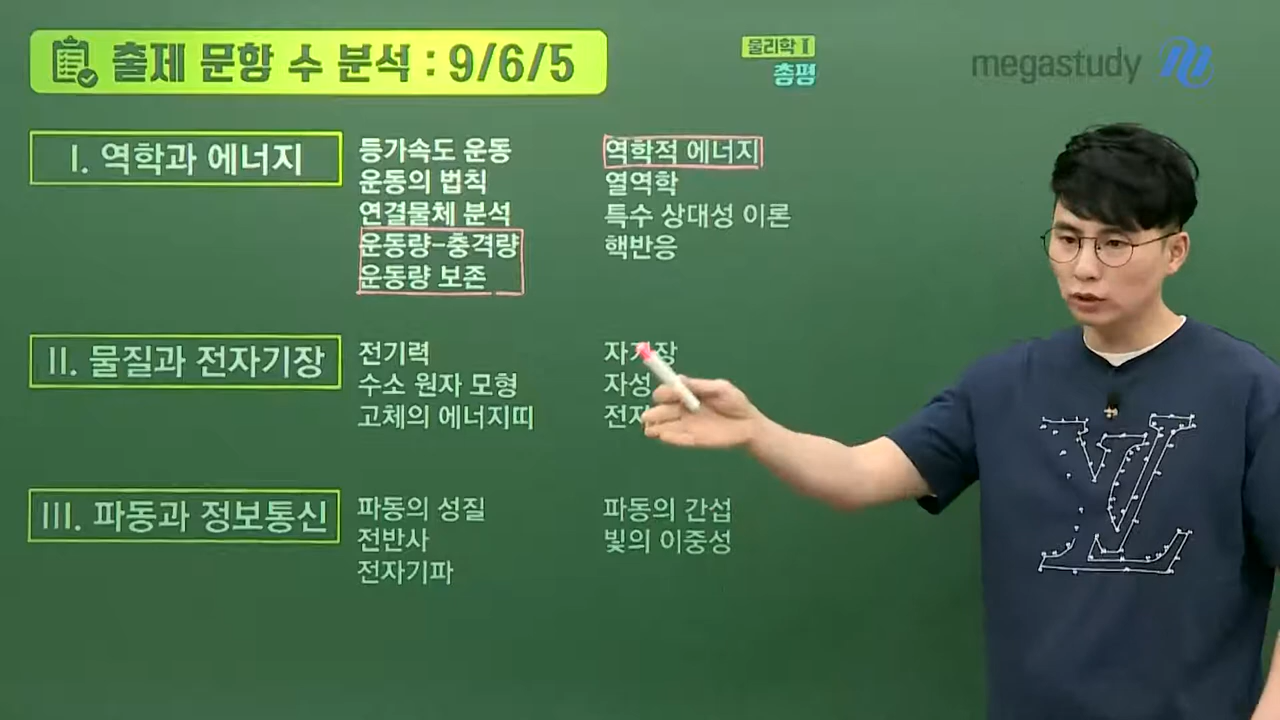 출제 문항 수 분석 : 9/6/5
물리학 I
총평
megastudy
I. 역학과 에너지
등가속도 운동
운동의 법칙
연결물체 분석
운동량-충격량
운동량 보존
역학적 에너지
열역학
특수 상대성 이론
핵반응
II. 물질과 전자기장
전기력
수소 원자 모형
고체의 에너지띠
자성
III. 파동과 정보통신
파동의 성질
전반사
전자기파
파동의 간섭
빛의 이중성